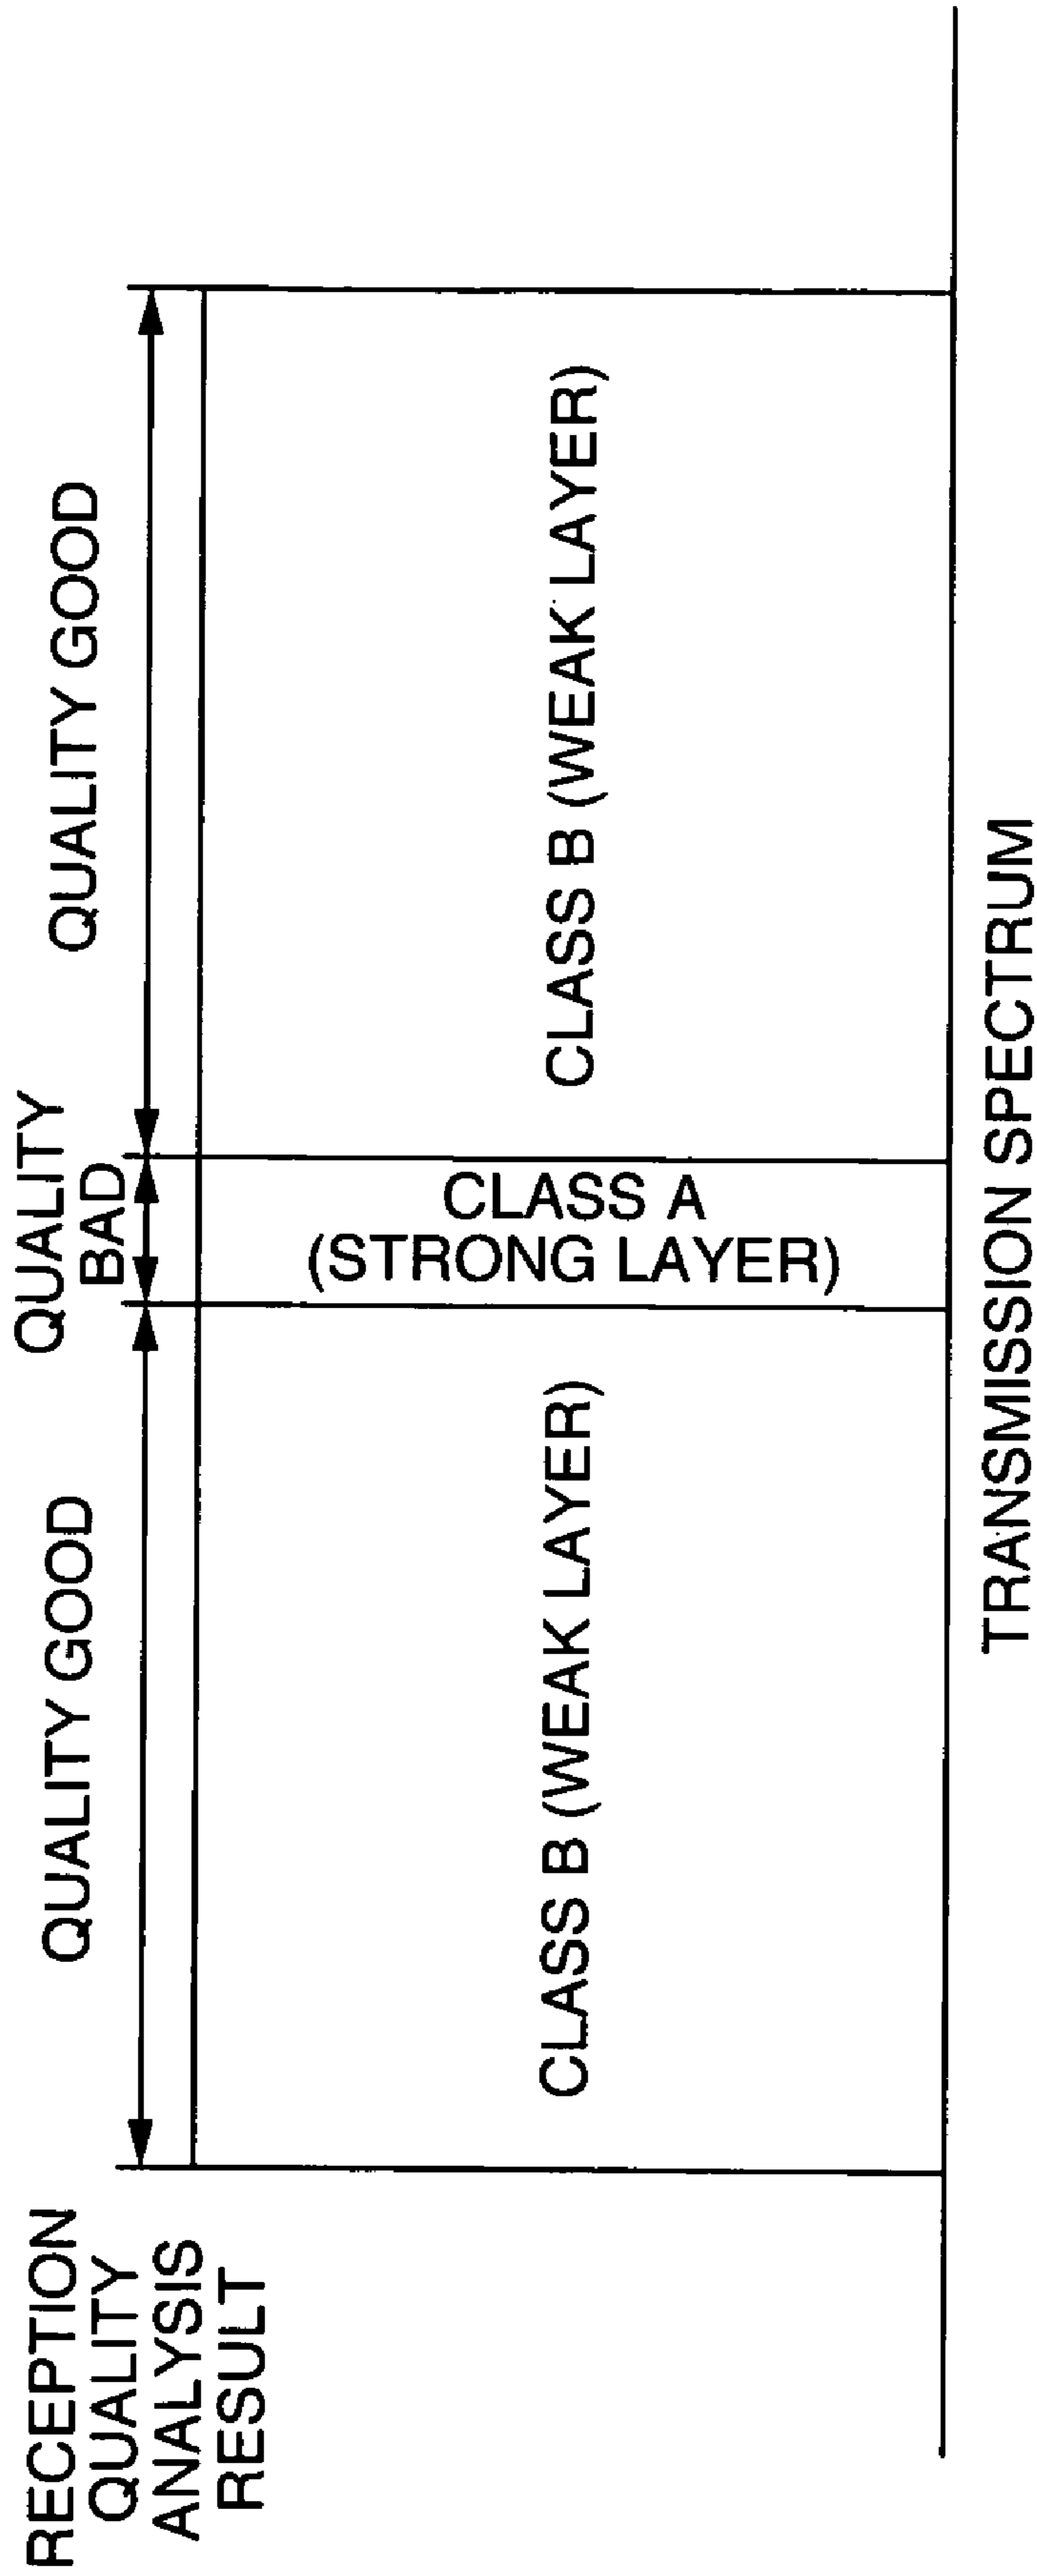 RECEPTION
QUALITY
ANALYSIS
RESULT
QUALITY GOOD
QUALITY
BAD
QUALITY GOOD
CLASS B (WEAK LAYER)
CLASS A
(STRONG LAYER)
CLASS B (WEAK LAYER)
TRANSMISSION SPECTRUM